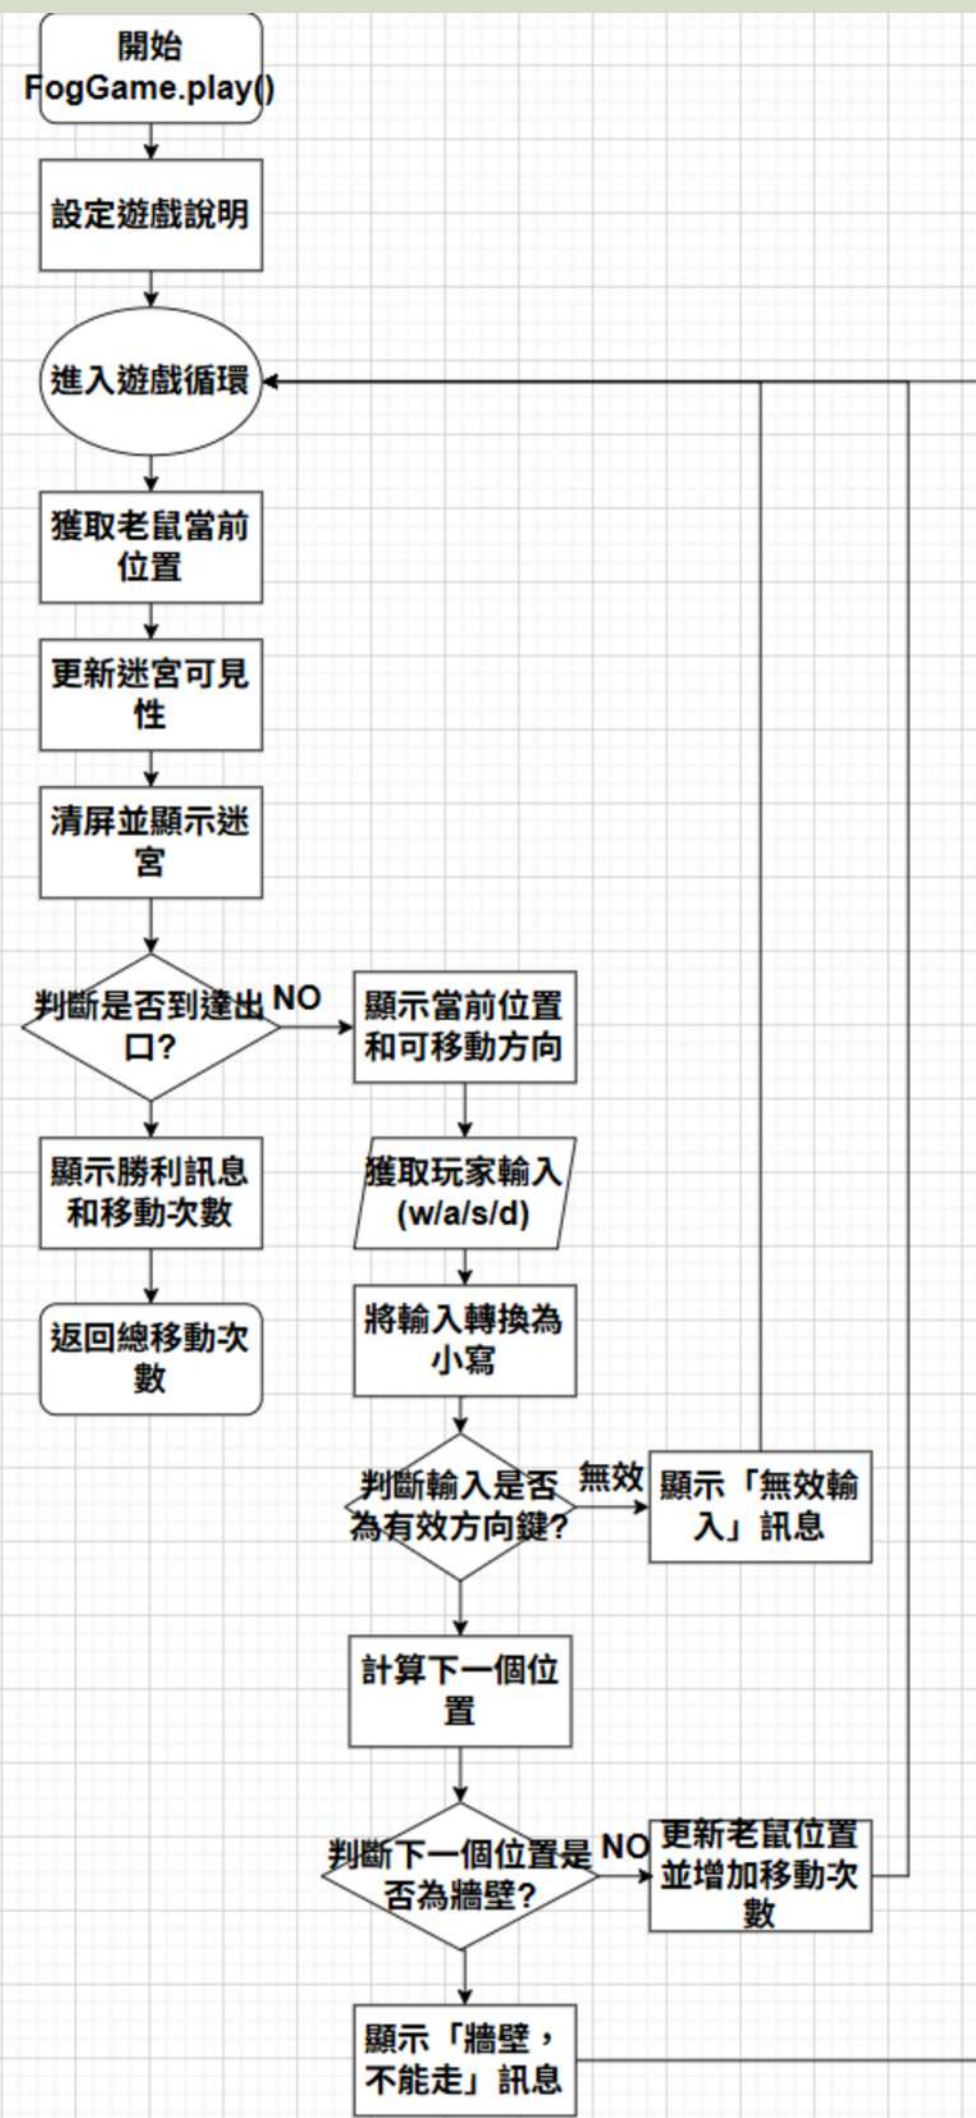 開始
FogGame.play()
設定遊戲說明
進入遊戲循環
獲取老鼠當前
位置
更新迷宮可見
性
清屏並顯示迷
宮
判斷是否到達出
口?
NO
顯示當前位置
和可移動方向
顯示勝利訊息
和移動次數
獲取玩家輸入
(w/a/s/d)
返回總移動次
數
將輸入轉換為
小寫
判斷輸入是否
為有效方向鍵?
無效
顯示「無效輸
入」訊息
計算下一個位
置
判斷下一個位置是
否為牆壁?
NO
更新老鼠位置
並增加移動次
數
顯示「牆壁，
不能走」訊息